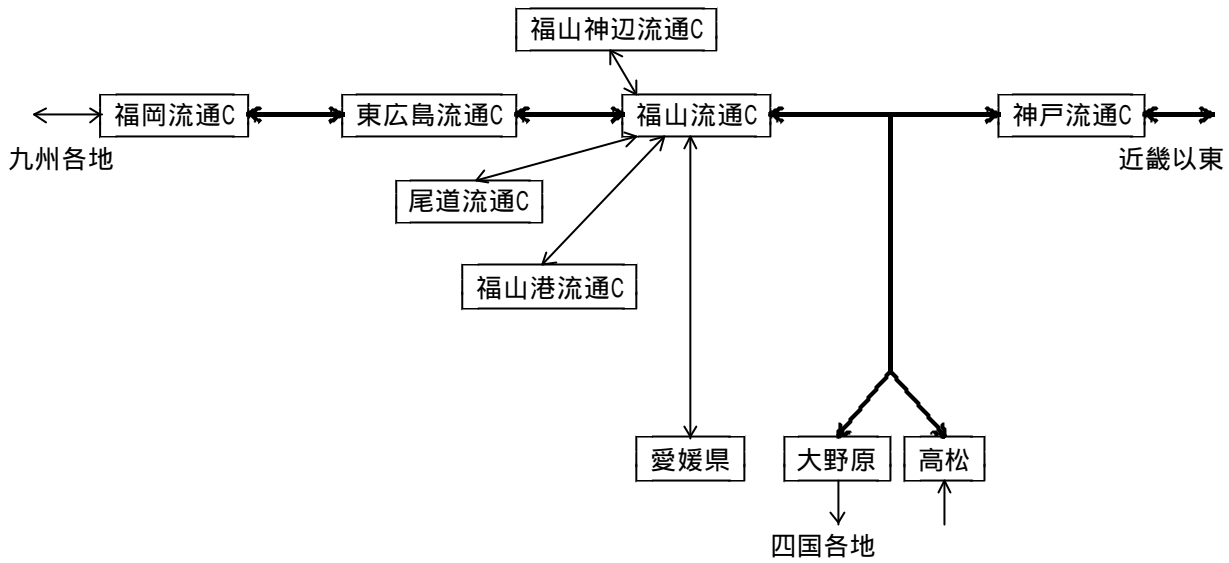 福山神辺流通C
福岡流通C
東広島流通C
福山流通C
神戸流通C
九州各地
近畿以東
尾道流通C
福山港流通C
愛媛県
大野原
高松
四国各地